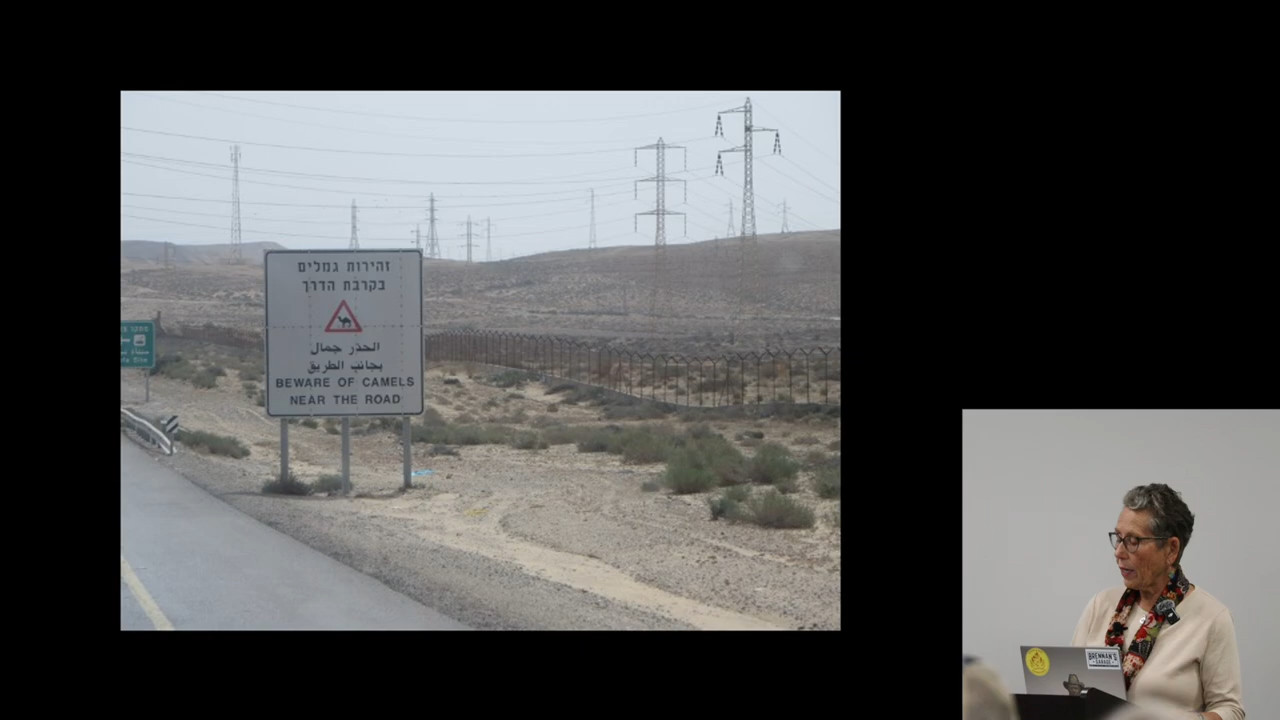 זהירות גמלים
בקרבת הדרך
الحذر جمال
بجانب الطريق
BEWARE OF CAMELS
NEAR THE ROAD
BRENNAN'S
GARAGE